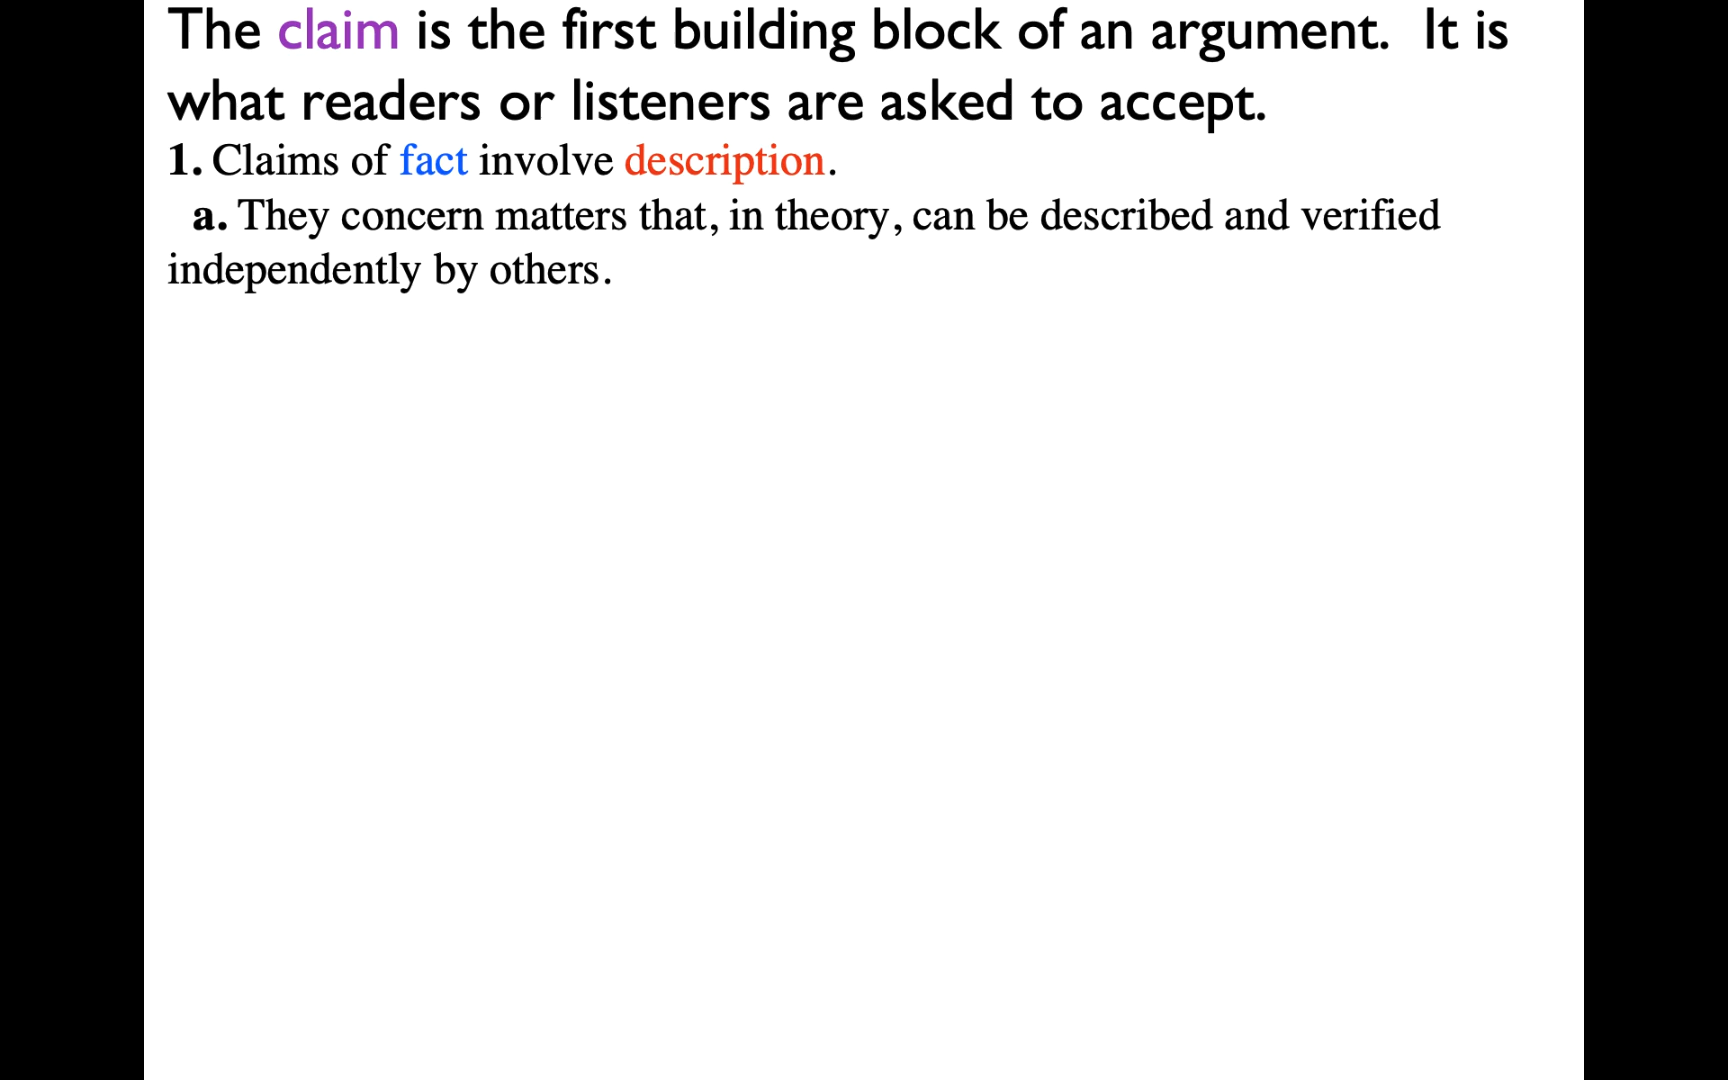 The claim is the first building block of an argument.  It is
what readers or listeners are asked to accept.
1. Claims of fact involve description.
a. They concern matters that, in theory, can be described and verified
independently by others.